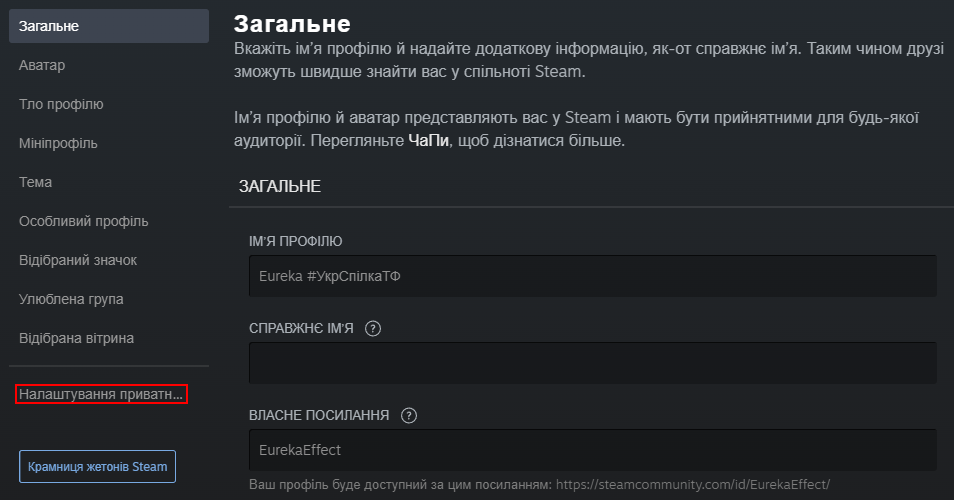 Загальне
Аватар
Тло профілю
Мініпрофіль
Тема
Особливий профіль
Відібраний значок
Улюблена група
Відібрана вітрина
Налаштування приватн...
Крамниця жетонів Steam
Загальне
Вкажіть ім’я профілю й надайте додаткову інформацію, як-от справжнє ім’я. Таким чином друзі
зможуть швидше знайти вас у спільноті Steam.
Ім’я профілю й аватар представляють вас у Steam і мають бути прийнятними для будь-якої
аудиторії. Перегляньте ЧаПи, щоб дізнатися більше.
ЗАГАЛЬНЕ
ІМ’Я ПРОФІЛЮ
Eureka #УкрСпілкаТФ
СПРАВЖНЄ ІМ’Я ?
ВЛАСНЕ ПОСИЛАННЯ ?
EurekaEffect
Ваш профіль буде доступний за цим посиланням: https://steamcommunity.com/id/EurekaEffect/